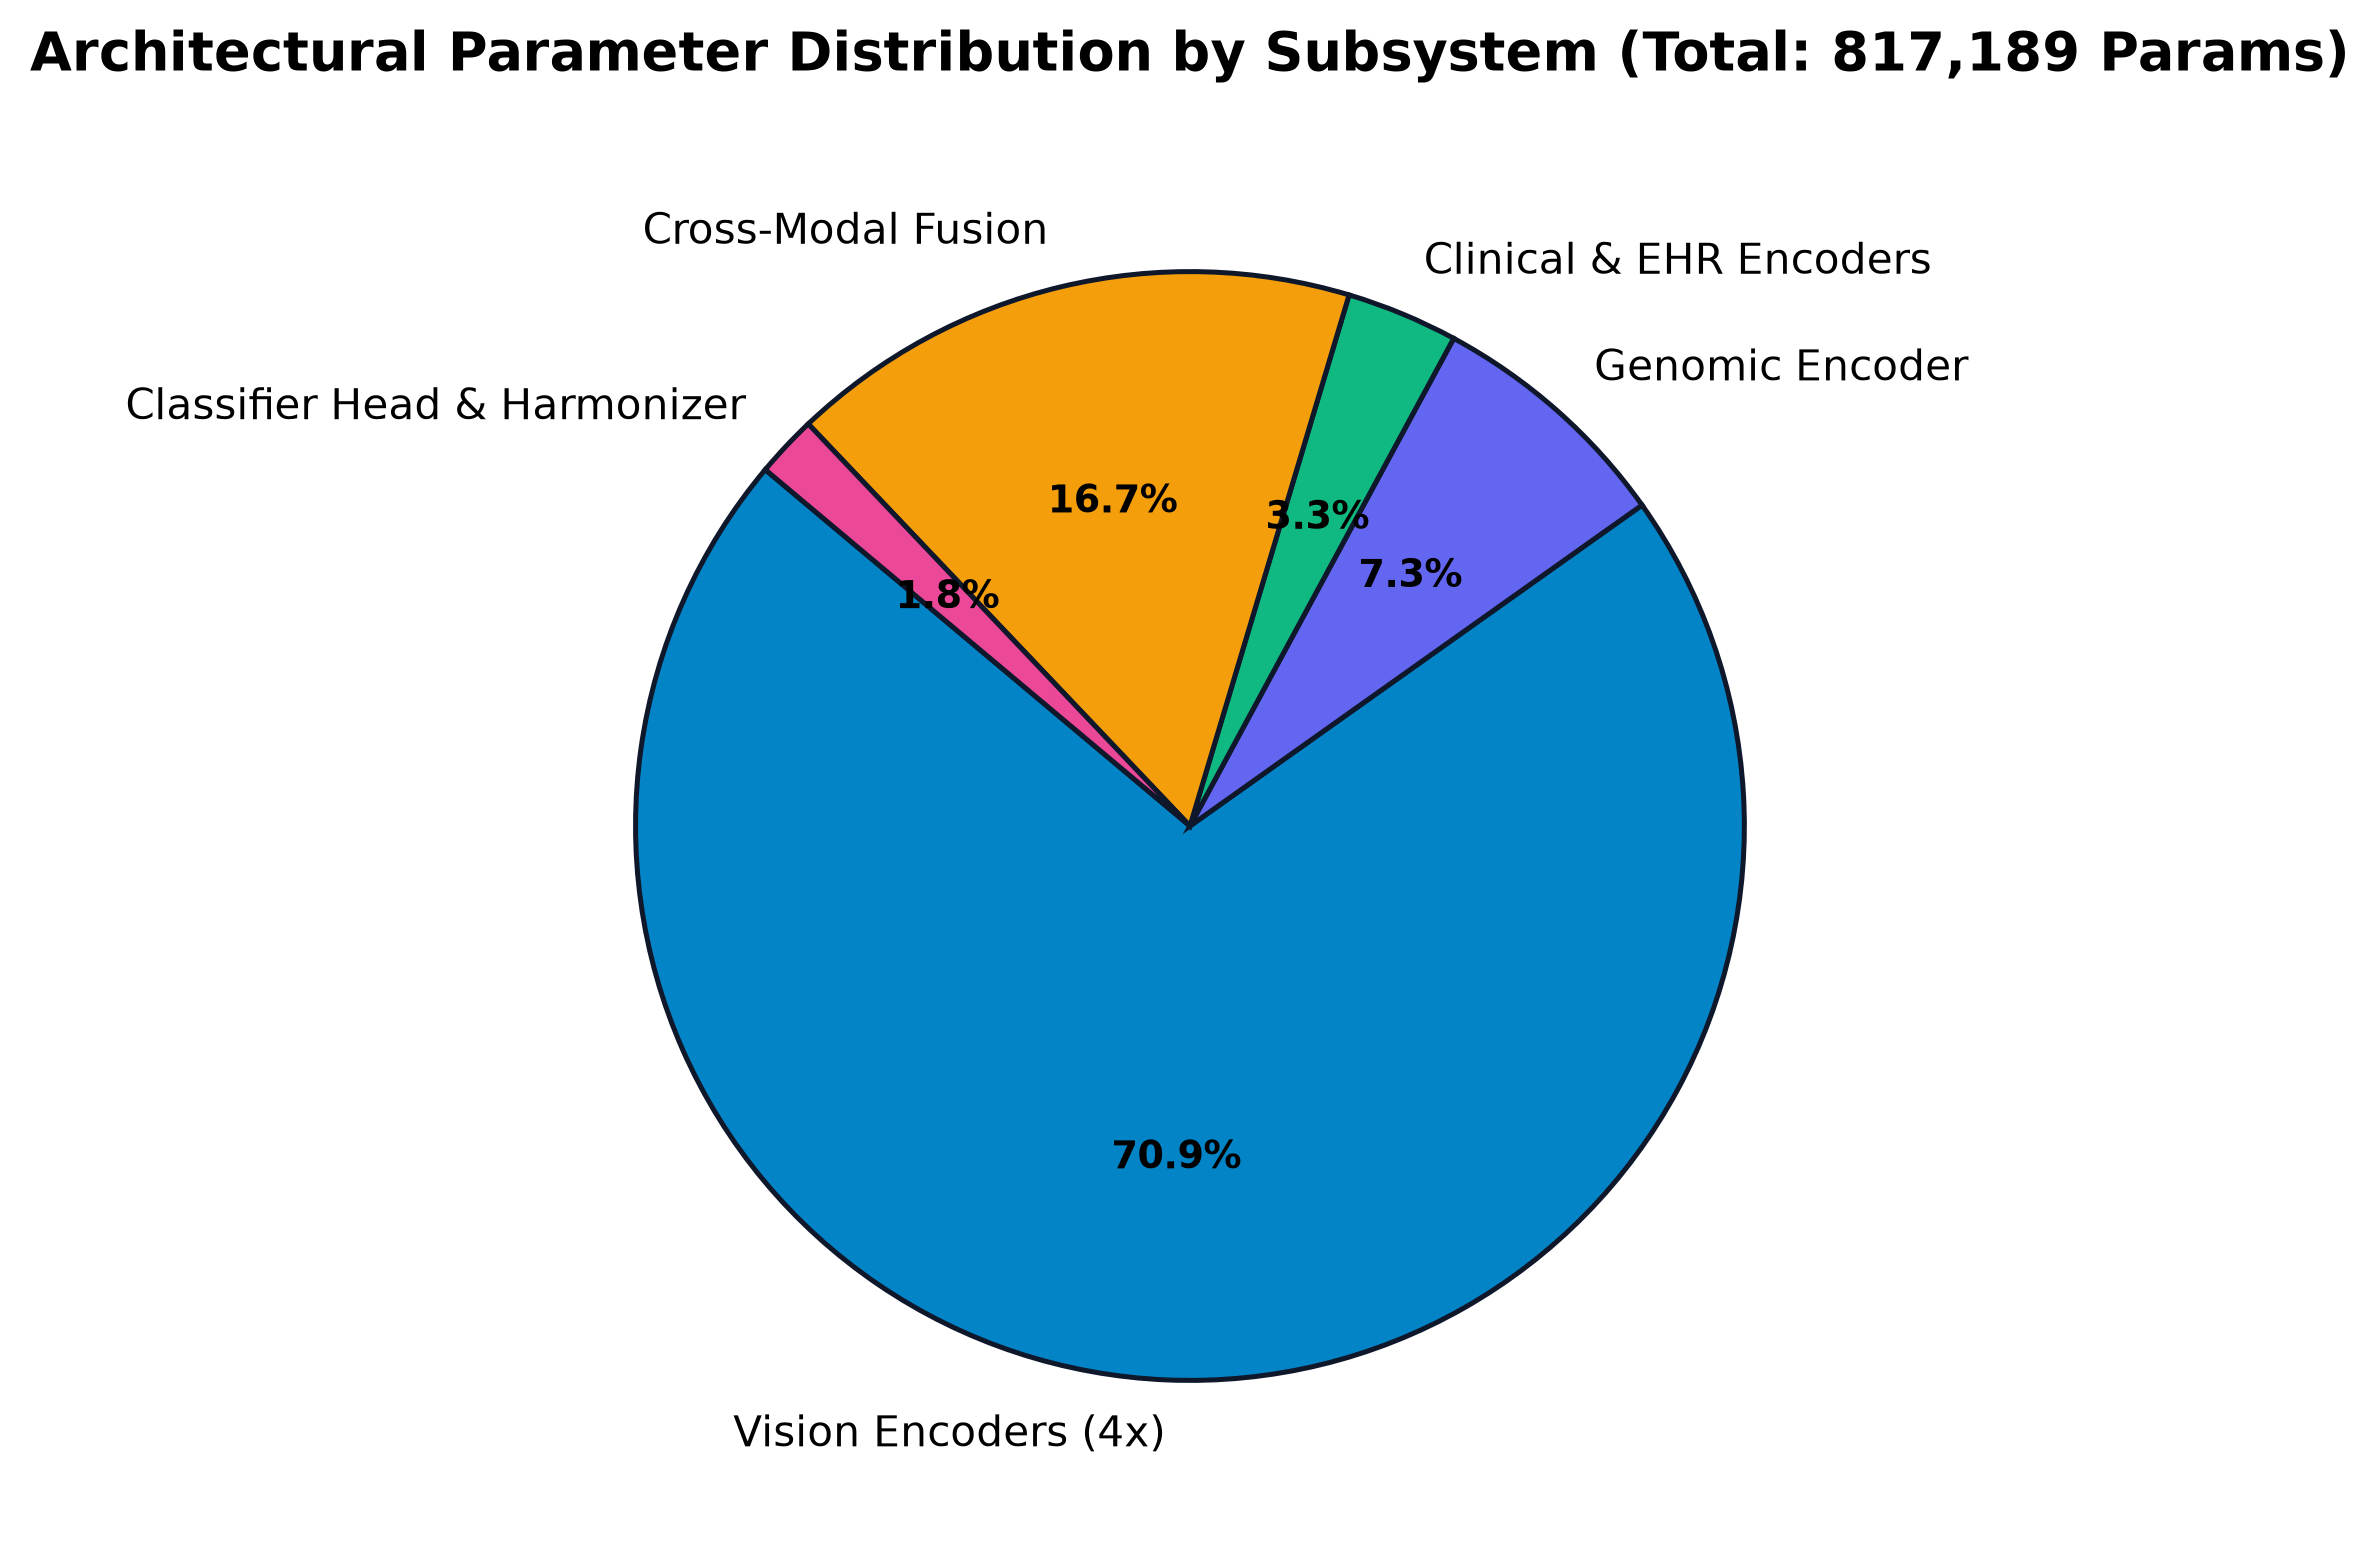 Architectural Parameter Distribution by Subsystem (Total: 817,189 Params)
Cross-Modal Fusion
Clinical & EHR Encoders
Genomic Encoder
Classifier Head & Harmonizer
16.7%
3.3%
7.3%
1.8%
70.9%
Vision Encoders (4x)